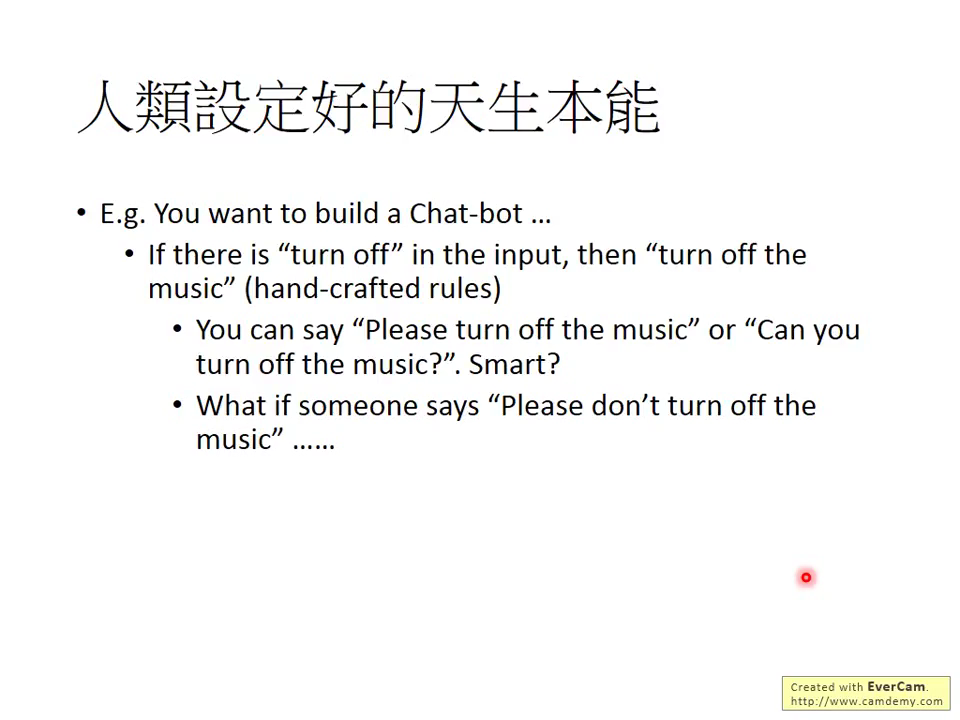 人類設定好的天生本能
• E.g. You want to build a Chat-bot …
• If there is “turn off” in the input, then “turn off the
music” (hand-crafted rules)
• You can say “Please turn off the music” or “Can you
turn off the music?”. Smart?
• What if someone says “Please don’t turn off the
music” ……
Created with EverCam.
http://www.camdemy.com